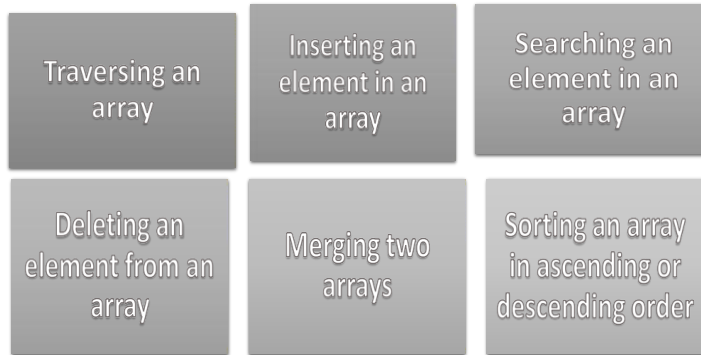 Traversing an
array
Inserting an
element in an
array
Searching an
element in an
array
Deleting an
element from an
array
Merging two
arrays
Sorting an array
in ascending or
descending order